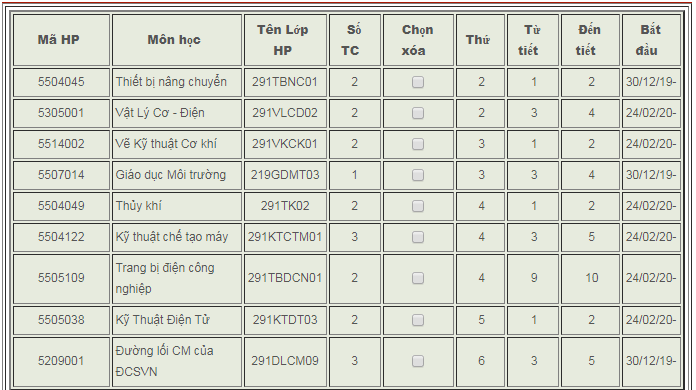 Mã HP Môn học Tên Lớp HP Số TC Chọn xóa Thứ Từ tiết Đến tiết Bắt đầu
5504045 Thiết bị nâng chuyển 291TBNC01 2 2 1 2 30/12/19-
5305001 Vật Lý Cơ - Điện 291VLCD02 2 2 3 4 24/02/20-
5514002 Vẽ Kỹ thuật Cơ khí 291VKCK01 2 3 1 2 24/02/20-
5507014 Giáo dục Môi trường 219GDMT03 1 3 3 4 30/12/19-
5504049 Thủy khí 291TK02 2 4 1 2 24/02/20-
5504122 Kỹ thuật chế tạo máy 291KTCTM01 3 4 3 5 24/02/20-
5505109 Trang bị điện công nghiệp 291TBDCN01 2 4 9 10 24/02/20-
5505038 Kỹ Thuật Điện Tử 291KTDT03 2 5 1 2 24/02/20-
5209001 Đường lối CM của ĐCSVN 291DLCM09 3 6 3 5 30/12/19-